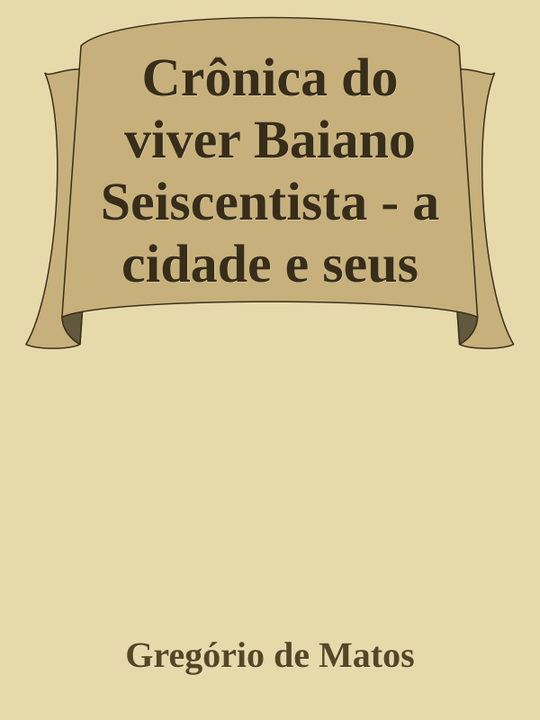 Crônica do
viver Baiano
Seiscentista - a
cidade e seus
Gregório de Matos